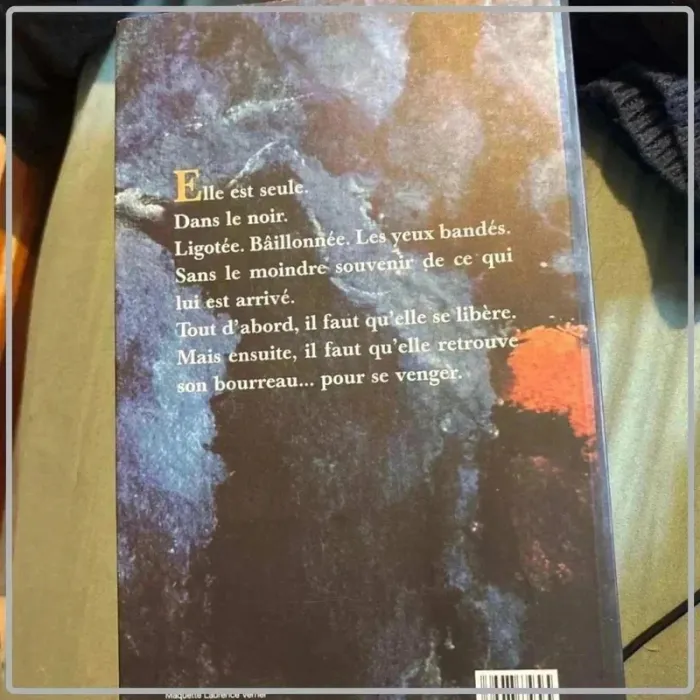 Elle est seule.
Dans le noir.
Ligotée. Bâillonnée. Les yeux bandés.
Sans le moindre souvenir de ce qui
lui est arrivé.
Tout d'abord, il faut qu'elle se libère.
Mais ensuite, il faut qu'elle retrouve
son bourreau... pour se venger.
Maquette Laurence Verrier